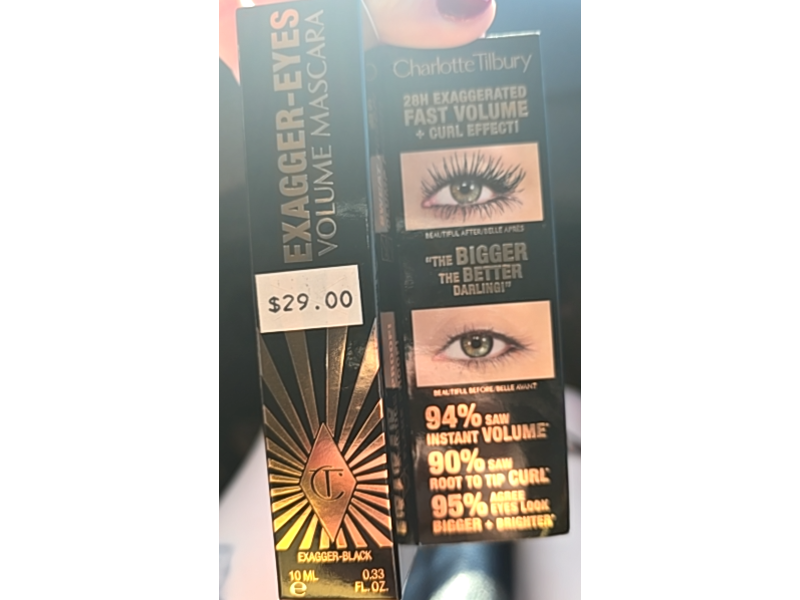 EXAGGER-EYES
VOLUME MASCARA
$29.00
CT
EXAGGER-BLACK
10 ML 0.33
e FL. OZ.
Charlotte Tilbury
28H EXAGGERATED
FAST VOLUME
+ CURL EFFECT!
BEAUTIFUL AFTER/BELLE APRÈS
"THE BIGGER
THE BETTER
DARLING!"
BEAUTIFUL BEFORE/BELLE AVANT
94% SAW
INSTANT VOLUME*
90% SAW
ROOT TO TIP CURL*
95% AGREE
EYES LOOK
BIGGER + BRIGHTER*